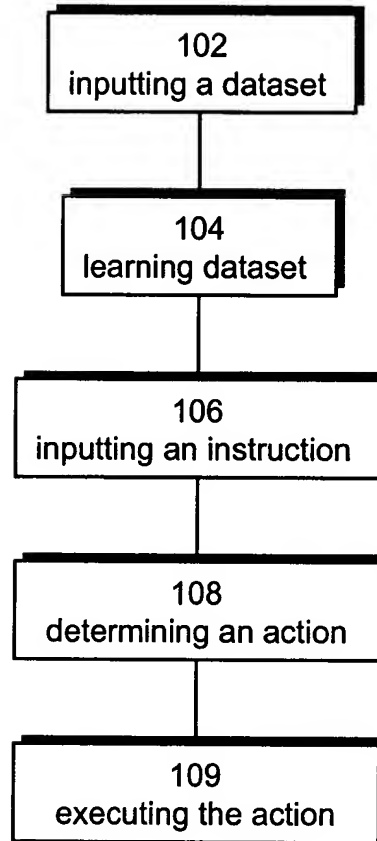 102
inputting a dataset
104
learning dataset
106
inputting an instruction
108
determining an action
109
executing the action